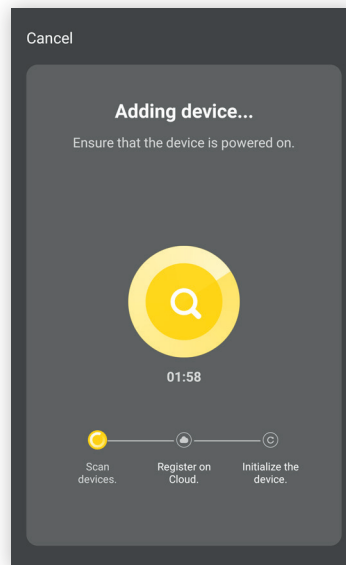 Cancel
Adding device...
Ensure that the device is powered on.
01:58
Scan
devices.
Register on
Cloud.
Initialize the
device.